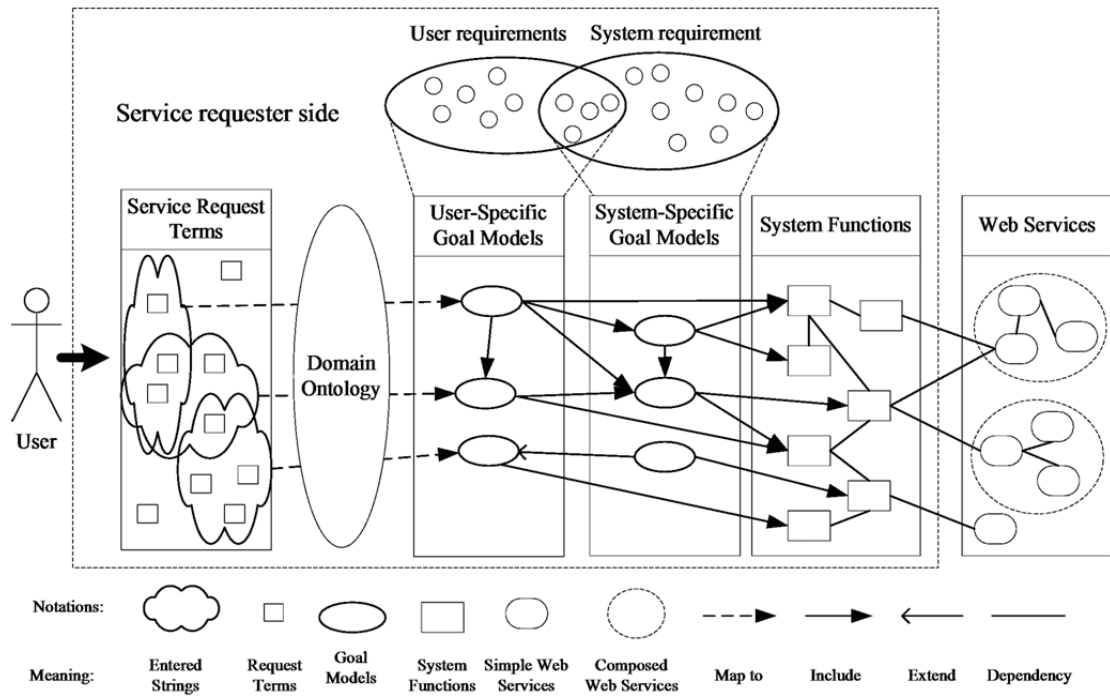 User requirements
System requirement
Service requester side
Service Request
Terms
User-Specific
Goal Models
System-Specific
Goal Models
System Functions
Web Services
Domain
Ontology
User
Notations:
Meaning:
Entered
Strings
Request
Terms
Goal
Models
System
Functions
Simple Web
Services
Composed
Web Services
Map to
Include
Extend
Dependency